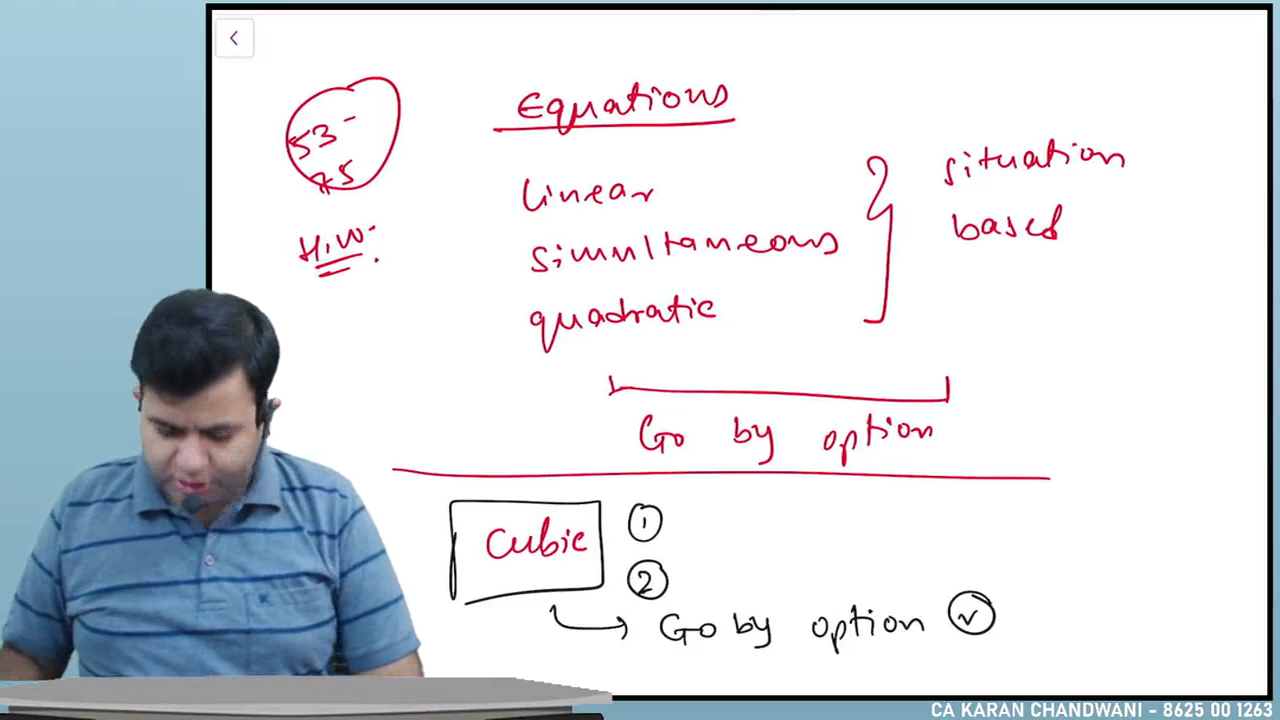 53 -
75
H.W.
Equations
linear
simultaneous
quadratic
situation
based
Go by option
Cubic
1
2
Go by option
CA KARAN CHANDWANI - 8625 00 1263